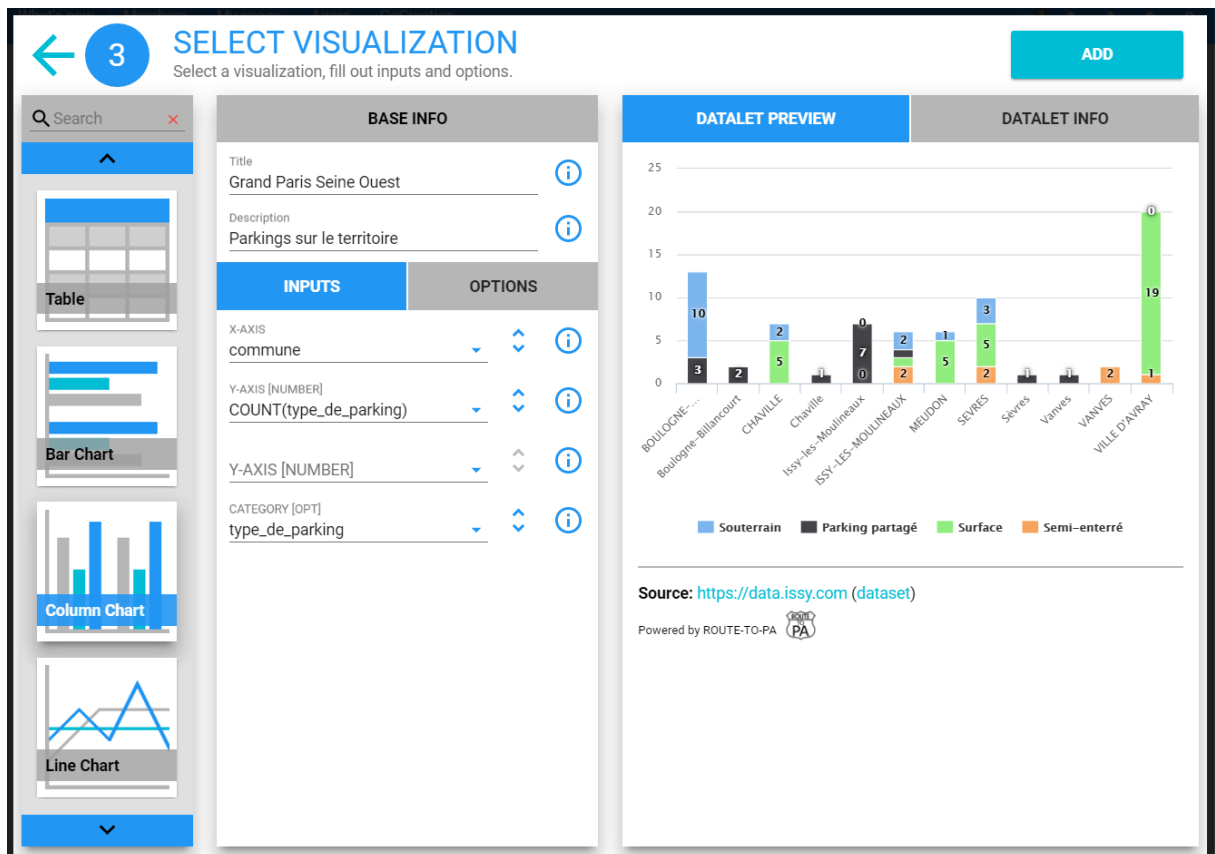 3
SELECT VISUALIZATION
Select a visualization, fill out inputs and options.
ADD
Search
Table
Bar Chart
Column Chart
Line Chart
BASE INFO
Title
Grand Paris Seine Ouest
Description
Parkings sur le territoire
INPUTS
OPTIONS
X-AXIS
commune
Y-AXIS [NUMBER]
COUNT(type_de_parking)
Y-AXIS [NUMBER]
CATEGORY [OPT]
type_de_parking
DATALET PREVIEW
DATALET INFO
25
20
15
10
5
0
10
3
2
2
5
1
0
7
0
2
2
1
5
3
5
2
1
1
2
0
19
1
BOULOGNE-...
Boulogne-Billancourt
CHAVILLE
Chaville
Issy-les-Moulineaux
ISSY-LES-MOULINEAUX
MEUDON
SEVRES
Sèvres
Vanves
VANVES
VILLE D'AVRAY
Souterrain
Parking partagé
Surface
Semi-enterré
Source: https://data.issy.com (dataset)
Powered by ROUTE-TO-PA
ROUTE
TO
PA